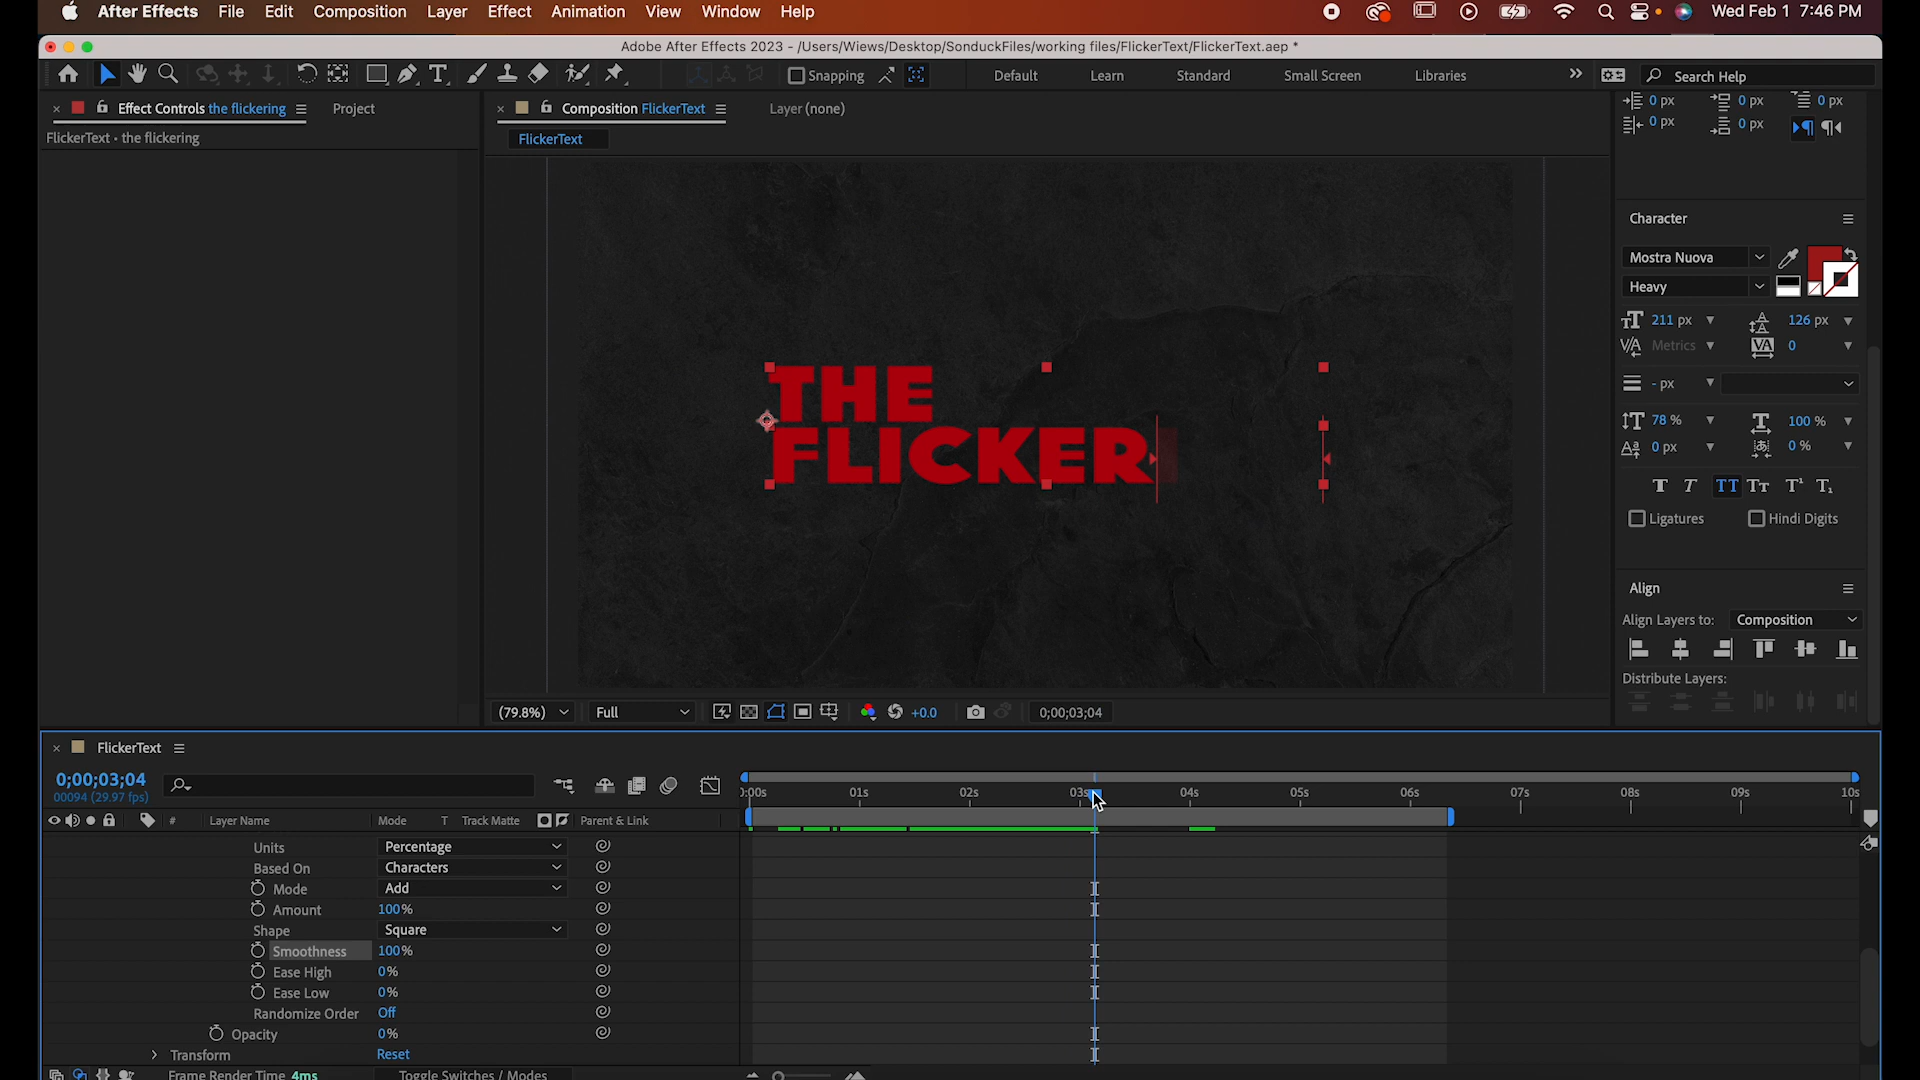 After Effects File Edit Composition Layer Effect Animation View Window Help Wed Feb 1 7:46 PM
Adobe After Effects 2023 - /Users/Wiews/Desktop/SonduckFiles/working files/FlickerText/FlickerText.aep *
Snapping Default Learn Standard Small Screen Libraries Search Help
Effect Controls the flickering Project Composition FlickerText Layer (none)
FlickerText • the flickering
FlickerText
THE
FLICKER
0 px 0 px 0 px
0 px 0 px
Character
Mostra Nuova
Heavy
211 px 126 px
Metrics 0
- px
78 % 100 %
0 px 0 %
Ligatures Hindi Digits
Align
Align Layers to: Composition
Distribute Layers:
(79.8%) Full +0.0 0;00;03;04
FlickerText
0;00;03;04
00094 (29.97 fps)
:00s 01s 02s 03s 04s 05s 06s 07s 08s 09s 10s
# Layer Name Mode T Track Matte Parent & Link
Units Percentage
Based On Characters
Mode Add
Amount 100%
Shape Square
Smoothness 100%
Ease High 0%
Ease Low 0%
Randomize Order Off
Opacity 0%
Transform Reset
Frame Render Time 4ms Toggle Switches / Modes